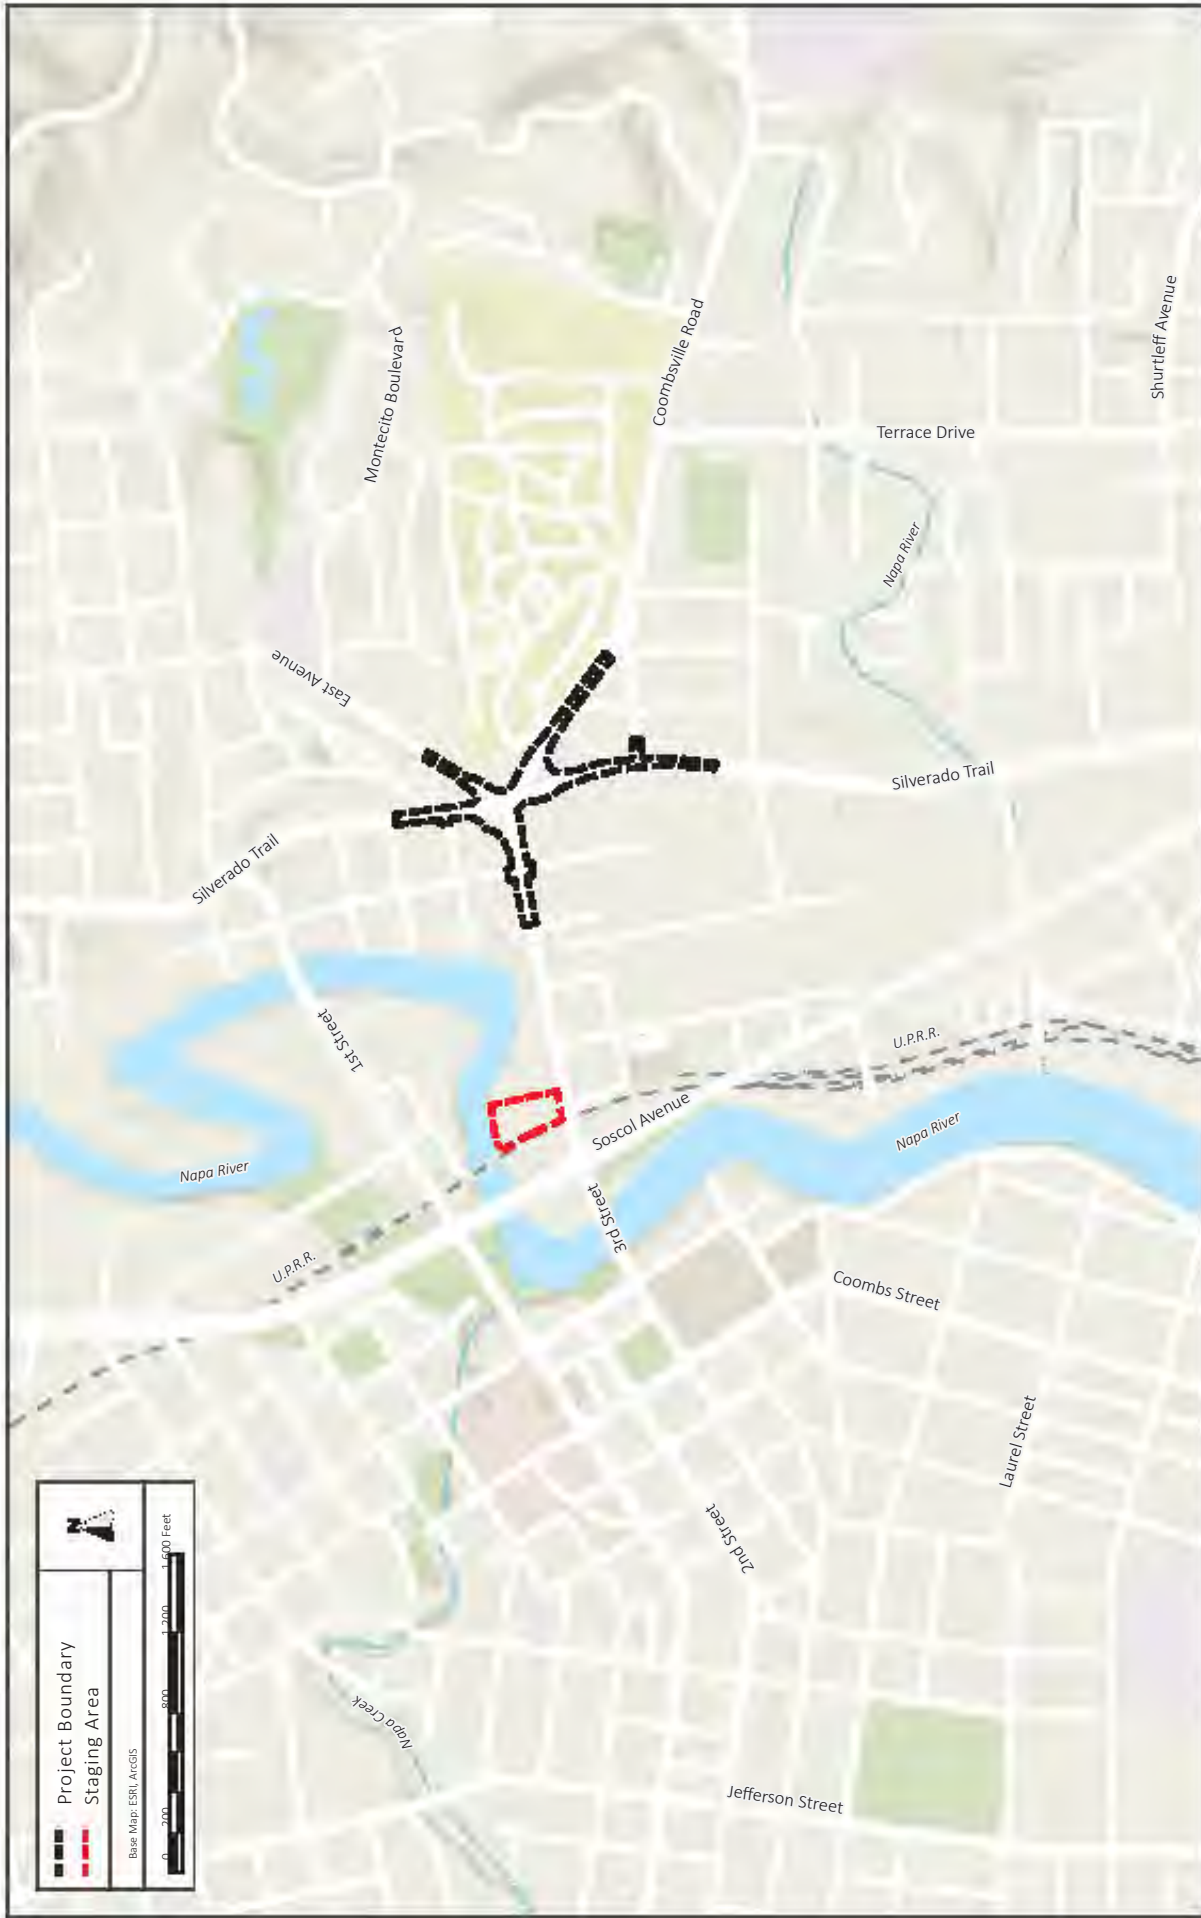 Project Boundary
Staging Area
Base Map: ESRI, ArcGIS
N
0 200 800 1,200 1,600 Feet
Montecito Boulevard
Coombsville Road
Shurtleff Avenue
Terrace Drive
Napa River
East Avenue
Silverado Trail
Silverado Trail
1st Street
U.P.R.R.
Soscol Avenue
Napa River
Napa River
3rd Street
U.P.R.R.
Coombs Street
Laurel Street
2nd Street
Napa Creek
Jefferson Street